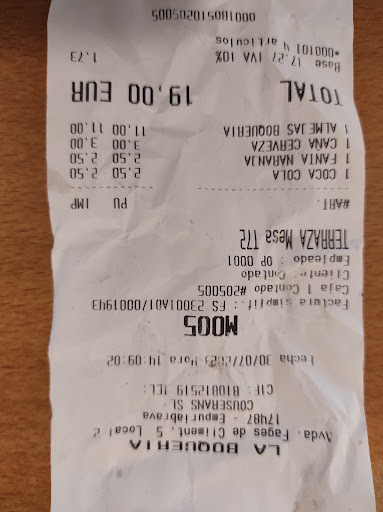 LA BOQUERIA
Avda. Fages de Climent, 5, Local 2
17487 - Empuriabrava
COUSERANS SL
CIF: B10812519 TEL:
Fecha 30/07/2023 Hora 14:09:02
M005
Factura simplif.: FS 23001A01/0001943
Caja 1 Contado #205005
Cliente: Contado
Empleado : OP 0001
TERRAZA Mesa T72
#ART. PU IMP
1 COCA COLA 2.50 2.50
1 FANTA NARANJA 2.50 2.50
1 CAÑA CERVEZA 3.00 3.00
1 ALMEJAS BOQUERIA 11.00 11.00
TOTAL 19,00 EUR
Base 17.27 IVA 10% 1.73
*000101 4 articulos
000180510205005